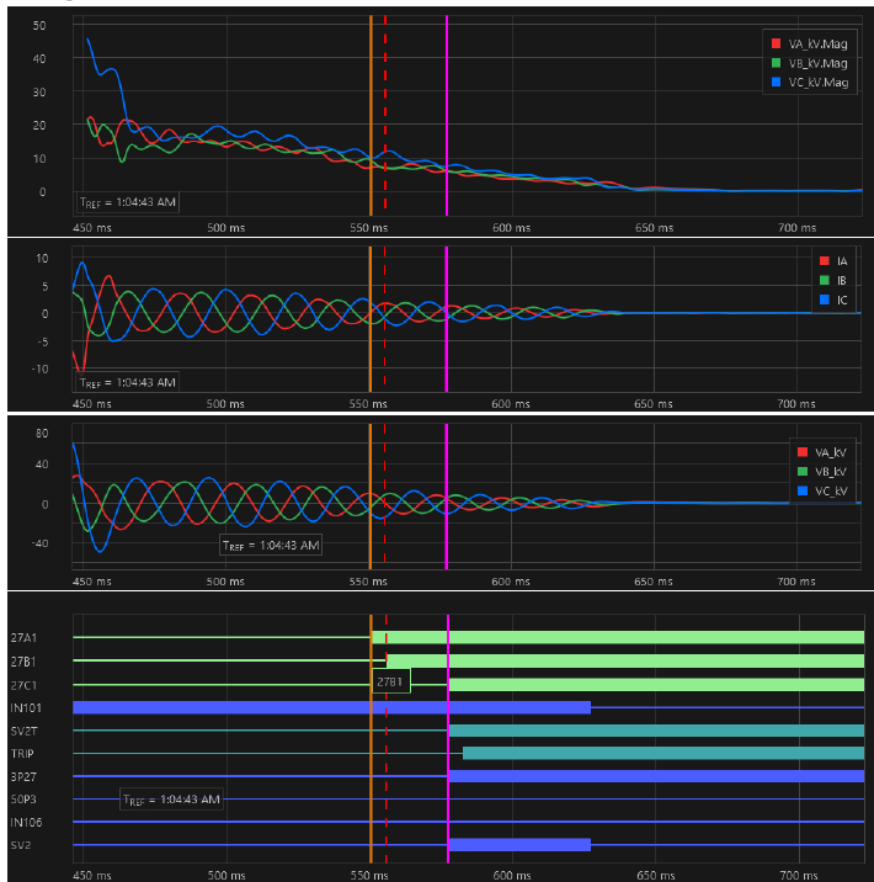 50
40
30
20
10
0
VA_kV.Mag
VB_kV.Mag
VC_kV.Mag
TREF = 1:04:43 AM
450 ms 500 ms 550 ms 600 ms 650 ms 700 ms
10
5
0
-5
-10
IA
IB
IC
TREF = 1:04:43 AM
450 ms 500 ms 550 ms 600 ms 650 ms 700 ms
80
40
0
-40
VA_kV
VB_kV
VC_kV
TREF = 1:04:43 AM
450 ms 500 ms 550 ms 600 ms 650 ms 700 ms
27A1
27B1
27C1
27B1
IN101
SV2T
TRIP
3P27
50P3
TREF = 1:04:43 AM
IN106
SV2
450 ms 500 ms 550 ms 600 ms 650 ms 700 ms